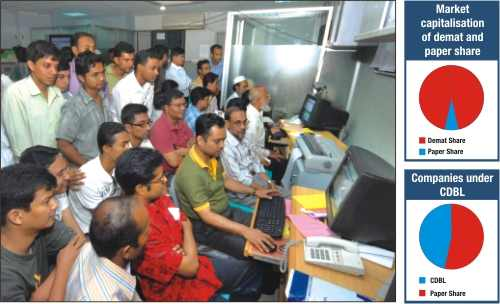 Market
capitalisation
of demat and
paper share
Demat Share
Paper Share
Companies under
CDBL
CDBL
Paper Share